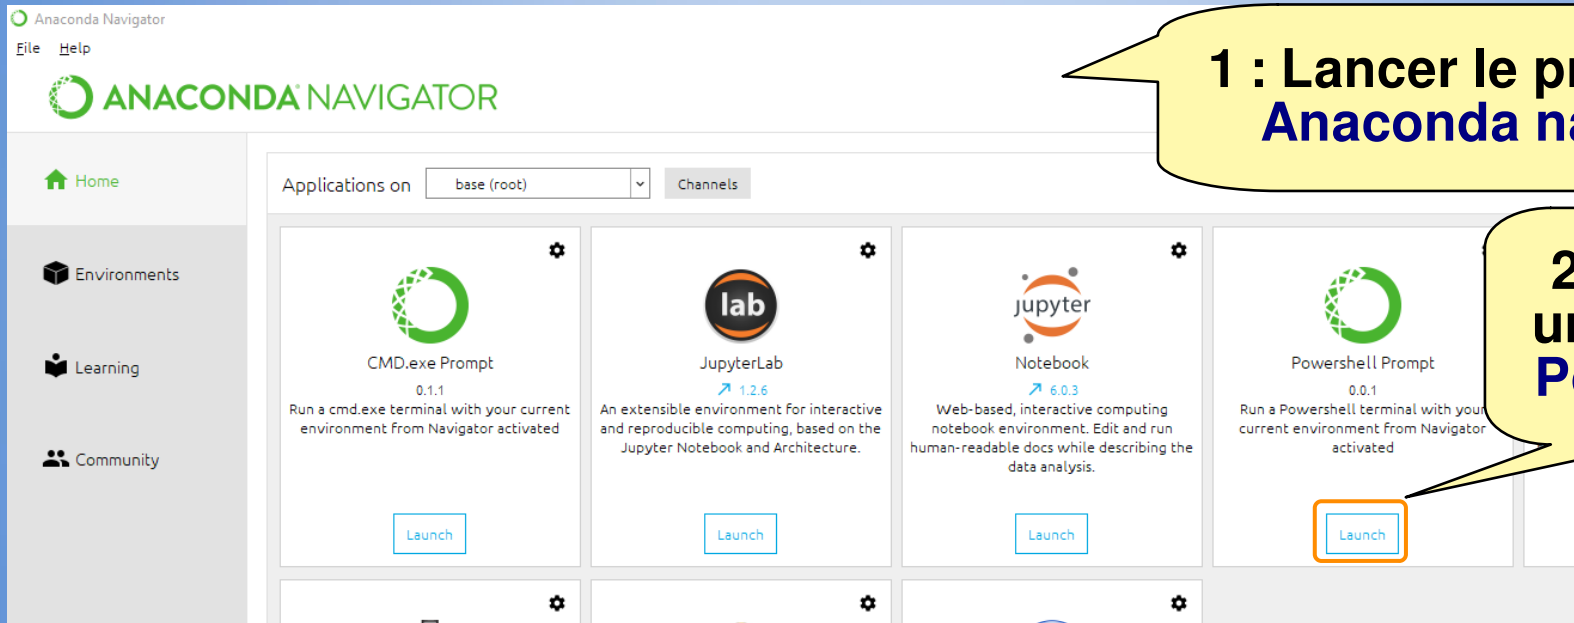 Anaconda Navigator
File Help
ANACONDA NAVIGATOR
1 : Lancer le
Anaconda
Home
Applications on base (root) Channels
Environments
Learning
Community
CMD.exe Prompt
0.1.1
Run a cmd.exe terminal with your current
environment from Navigator activated
Launch
lab
JupyterLab
1.2.6
An extensible environment for interactive
and reproducible computing, based on the
Jupyter Notebook and Architecture.
Launch
jupyter
Notebook
6.0.3
Web-based, interactive computing
notebook environment. Edit and run
human-readable docs while describing the
data analysis.
Launch
Powershell Prompt
0.0.1
Run a Powershell terminal with your
current environment from Navigator
activated
Launch
2